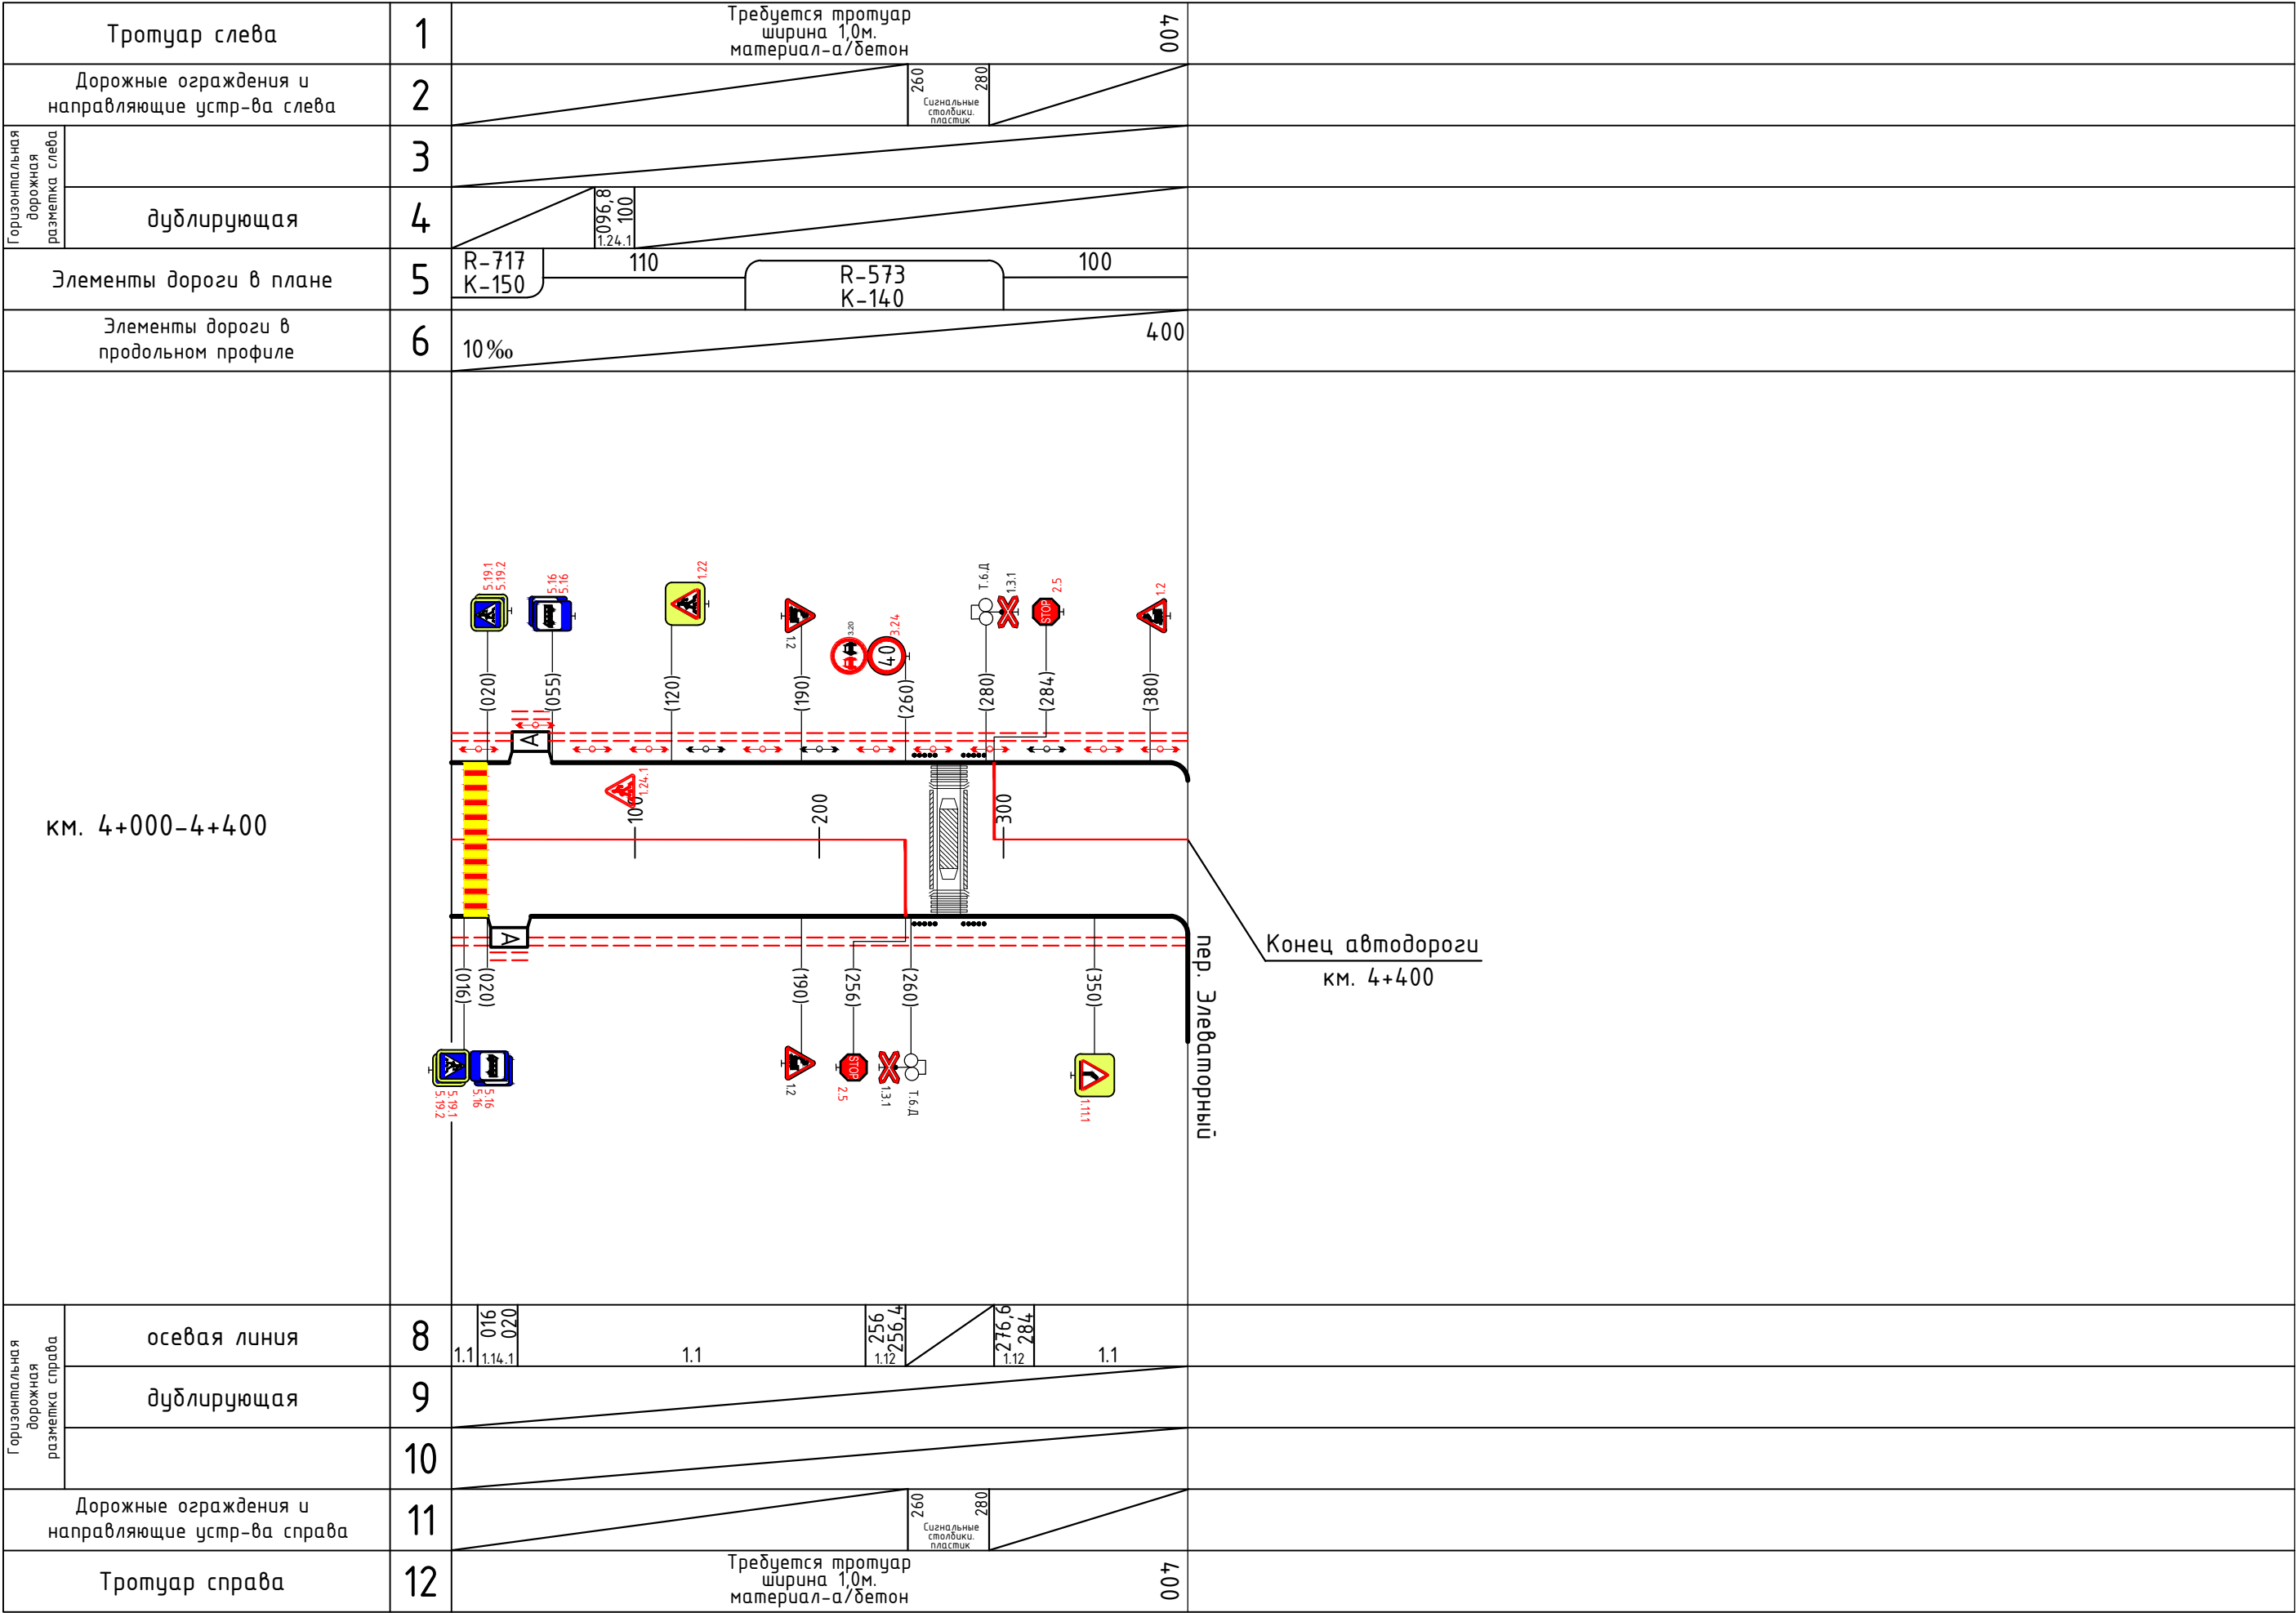 Тротуар слева
1
Требуется тротуар
ширина 1,0м.
материал-а/бетон
400
Дорожные ограждения и
направляющие устр-ва слева
2
260
280
Сигнальные
столбики.
пластик
Горизонтальная
дорожная
разметка слева
3
дублирующая
4
096,8
100
1.24.1
Элементы дороги в плане
5
R-717
K-150
110
R-573
K-140
100
Элементы дороги в
продольном профиле
6
10‰
400
5.19.1
5.19.2
5.16
5.16
1.22
1.2
3.20
40
3.24
Т.6.Д
1.3.1
STOP
2.5
1.2
(020)
(055)
(120)
(190)
(260)
(280)
(284)
(380)
А
1.24.1
100
200
300
км. 4+000-4+400
А
(016)
(020)
(190)
(256)
(260)
(350)
пер. Элеваторный
Конец автодороги
км. 4+400
5.19.2
5.19.1
5.16
5.16
1.2
STOP
2.5
1.3.1
Т.6.Д
1.11.1
Горизонтальная
дорожная
разметка справа
осевая линия
8
1.1
016
020
1.14.1
1.1
256
256,4
1.12
276,6
284
1.12
1.1
дублирующая
9
10
Дорожные ограждения и
направляющие устр-ва справа
11
260
280
Сигнальные
столбики.
пластик
Тротуар справа
12
Требуется тротуар
ширина 1,0м.
материал-а/бетон
400